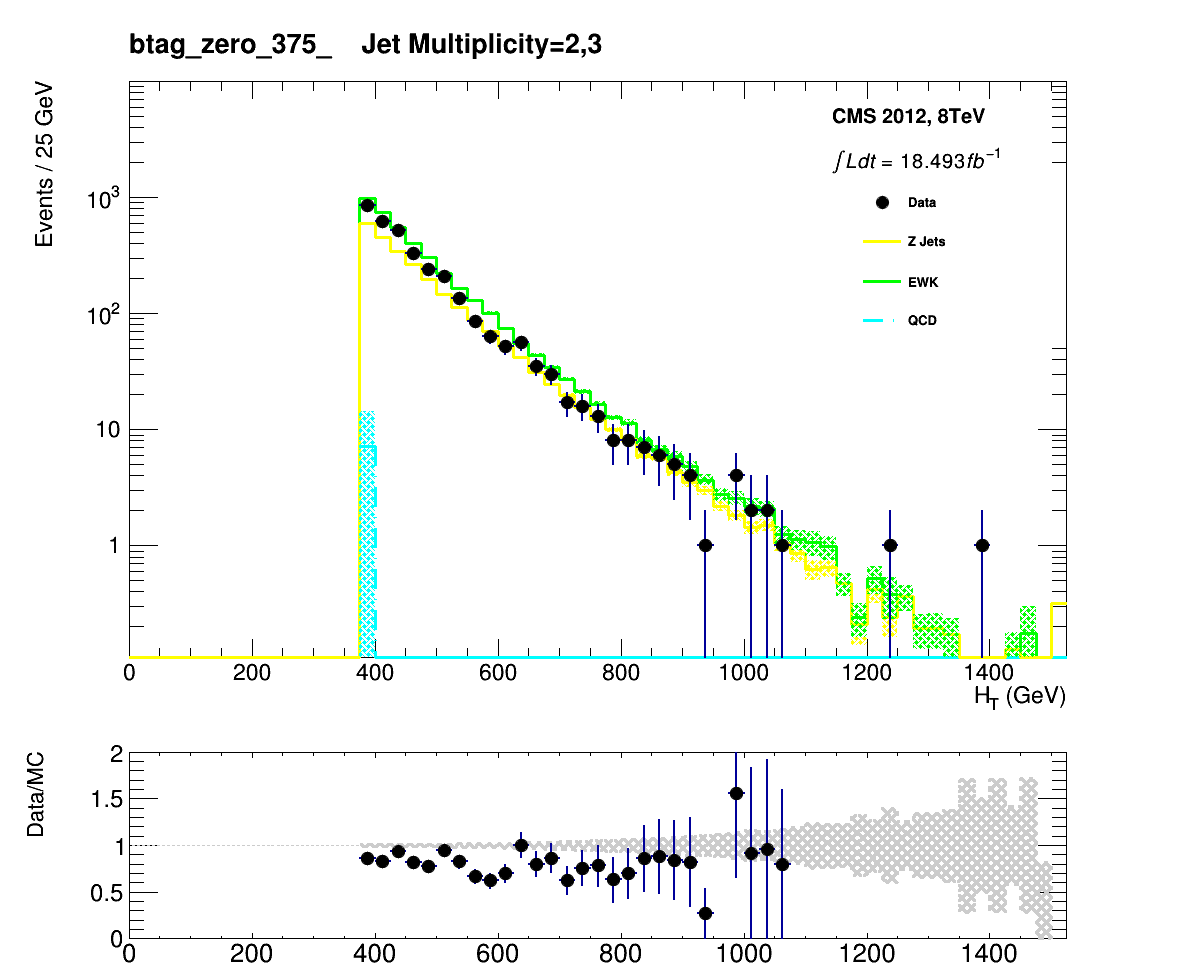 btag_zero_375_ Jet Multiplicity=2,3
Events / 25 GeV
CMS 2012, 8TeV
∫Ldt = 18.493fb⁻¹
Data
Z Jets
EWK
QCD
10³
10²
10
1
0 200 400 600 800 1000 1200 1400
H_T (GeV)
Data/MC
2
1.5
1
0.5
0
0 200 400 600 800 1000 1200 1400